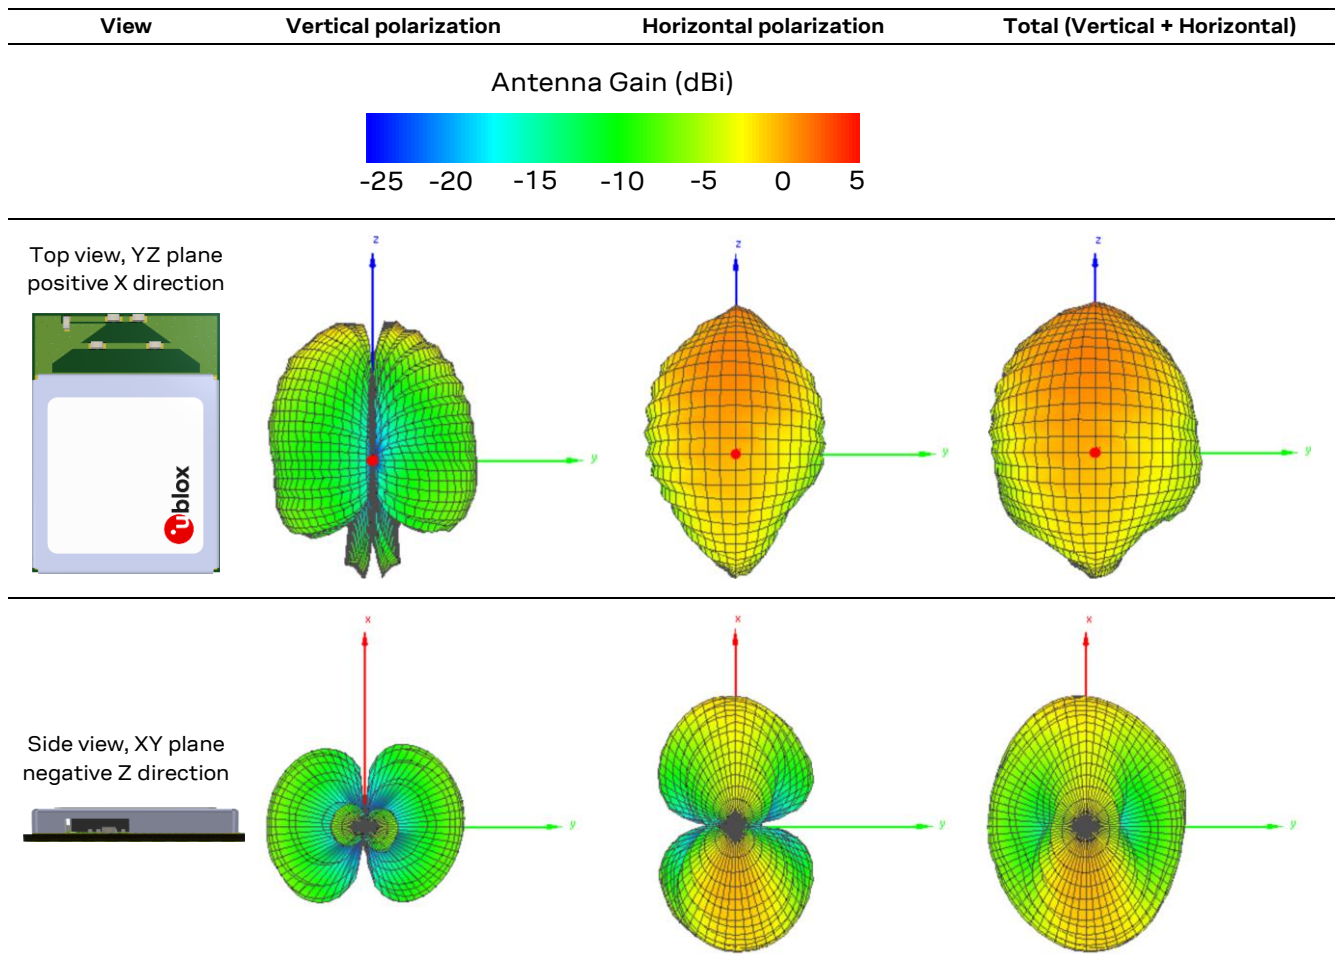 View Vertical polarization Horizontal polarization Total (Vertical + Horizontal)
Antenna Gain (dBi)
-25 -20 -15 -10 -5 0 5
Top view, YZ plane
positive X direction
ublox
z
y
z
y
z
y
Side view, XY plane
negative Z direction
x
y
x
y
x
y